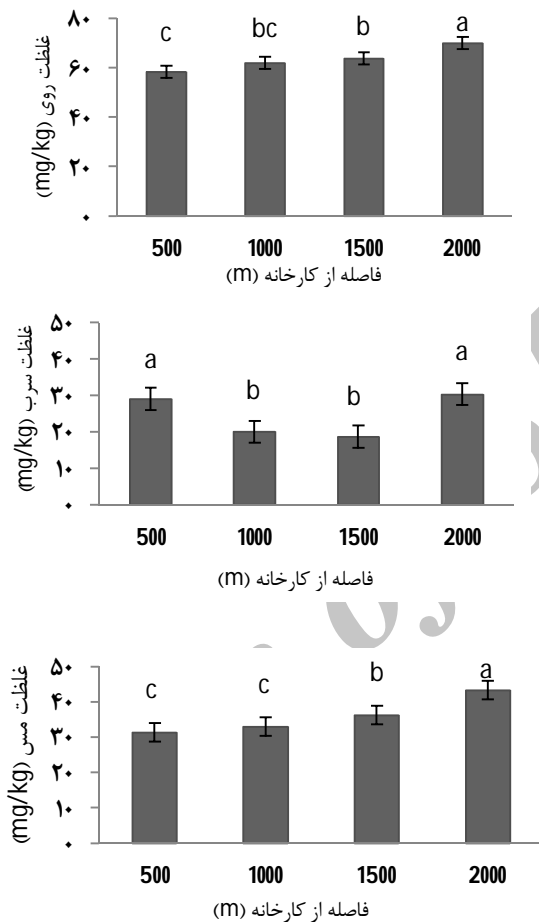 غلظت روی (mg/kg)
۸۰
۶۰
۴۰
۲۰
۰
c bc b a
500 1000 1500 2000
فاصله از کارخانه (m)
غلظت سرب (mg/kg)
۵۰
۴۰
۳۰
۲۰
۱۰
۰
a b b a
500 1000 1500 2000
فاصله از کارخانه (m)
غلظت مس (mg/kg)
۵۰
۴۰
۳۰
۲۰
۱۰
۰
c c b a
500 1000 1500 2000
فاصله از کارخانه (m)